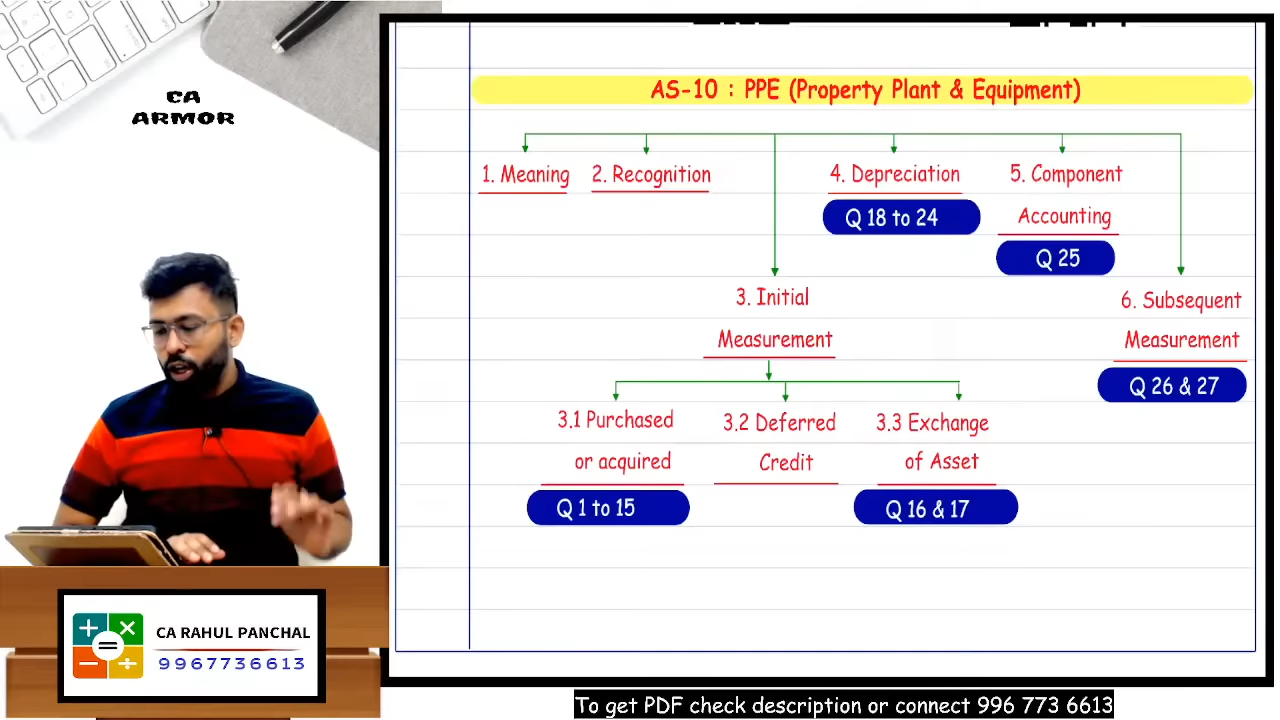 CA
ARMOR
AS-10 : PPE (Property Plant & Equipment)
1. Meaning
2. Recognition
4. Depreciation
Q 18 to 24
5. Component
Accounting
Q 25
3. Initial
Measurement
6. Subsequent
Measurement
Q 26 & 27
3.1 Purchased
or acquired
Q 1 to 15
3.2 Deferred
Credit
3.3 Exchange
of Asset
Q 16 & 17
CA RAHUL PANCHAL
9967736613
To get PDF check description or connect 996 773 6613